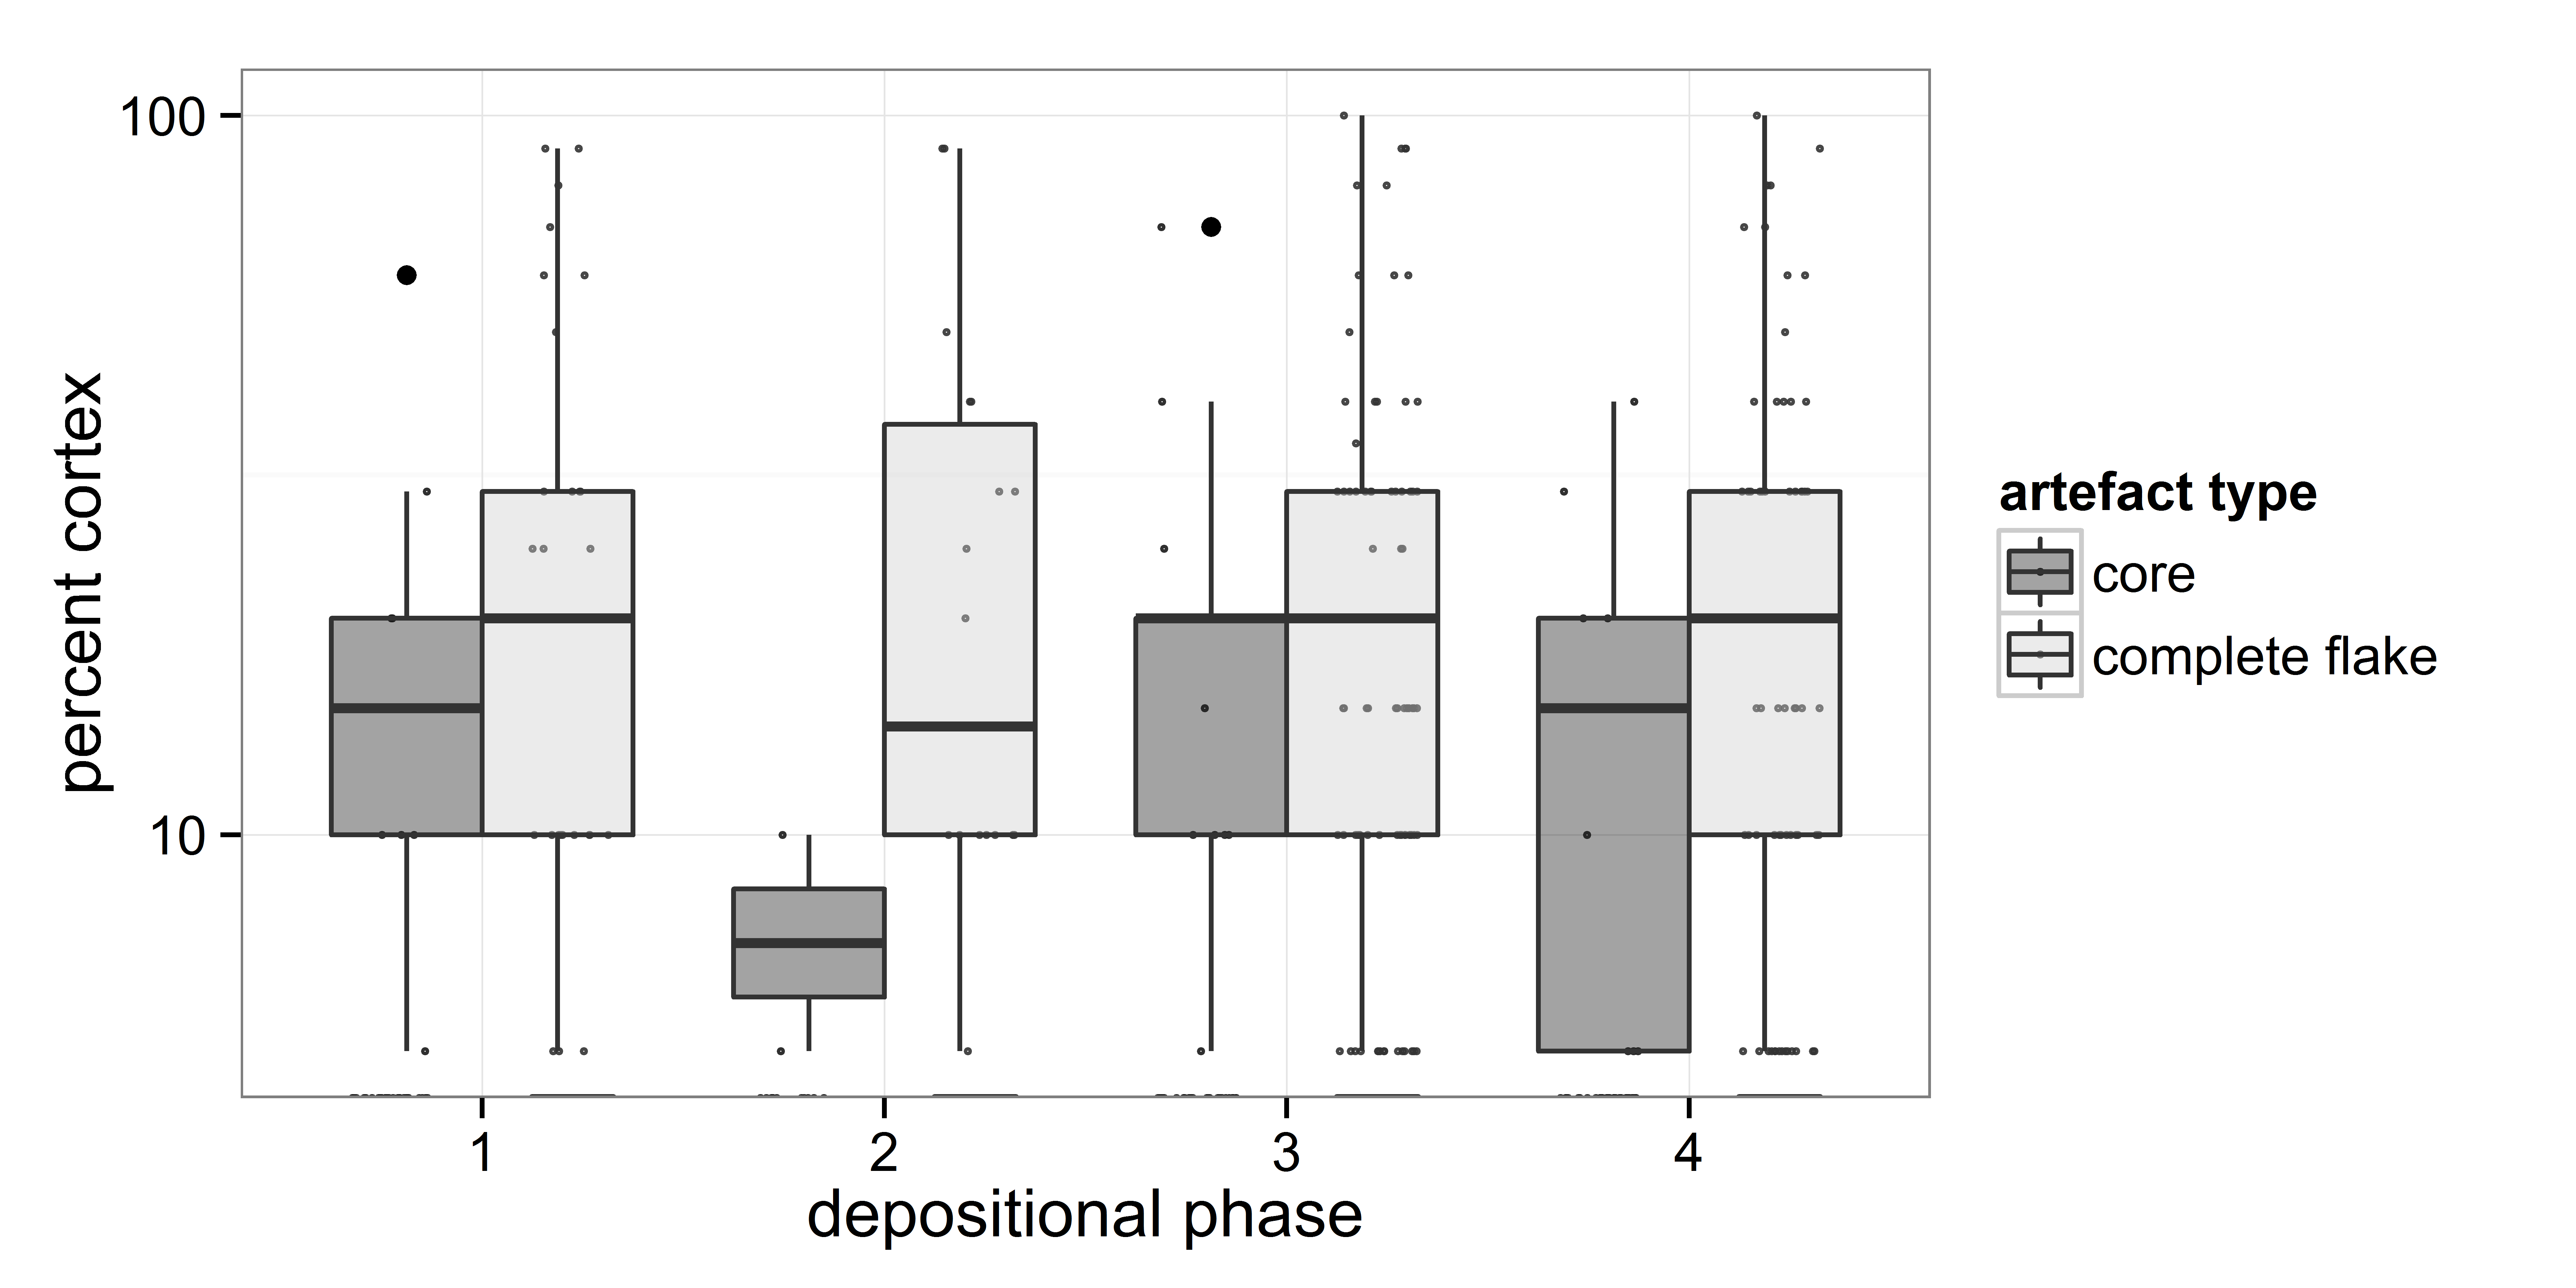 percent cortex
100
10
1 2 3 4
depositional phase
artefact type
core
complete flake